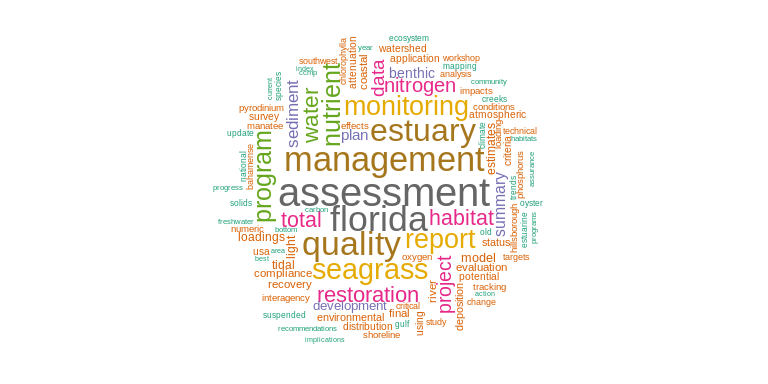 ecosystem
year
watershed
southwest
chlorophylla
attenuation
coastal
application
workshop
mapping
index
cchip
data
benthic
analysis
community
current
species
nutrient
nitrogen
impacts
creeks
pyrodinium
sediment
water
monitoring
conditions
atmospheric
survey
manatee
effects
plan
estuary
climate
loading
technical
habitats
update
program
estimates
criteria
national
bahamense
management
phosphorus
assurance
progress
assessment
summary
trends
solids
carbon
oyster
freshwater
total
florida
habitat
hillsborough
estuarine
programs
numeric
bottom
old
loadings
light
quality
report
status
usa
area
best
oxygen
model
targets
tidal
seagrass
evaluation
compliance
potential
recovery
project
tracking
interagency
restoration
river
action
development
critical
deposition
change
suspended
environmental
final
gulf
using
study
recommendations
distribution
shoreline
implications